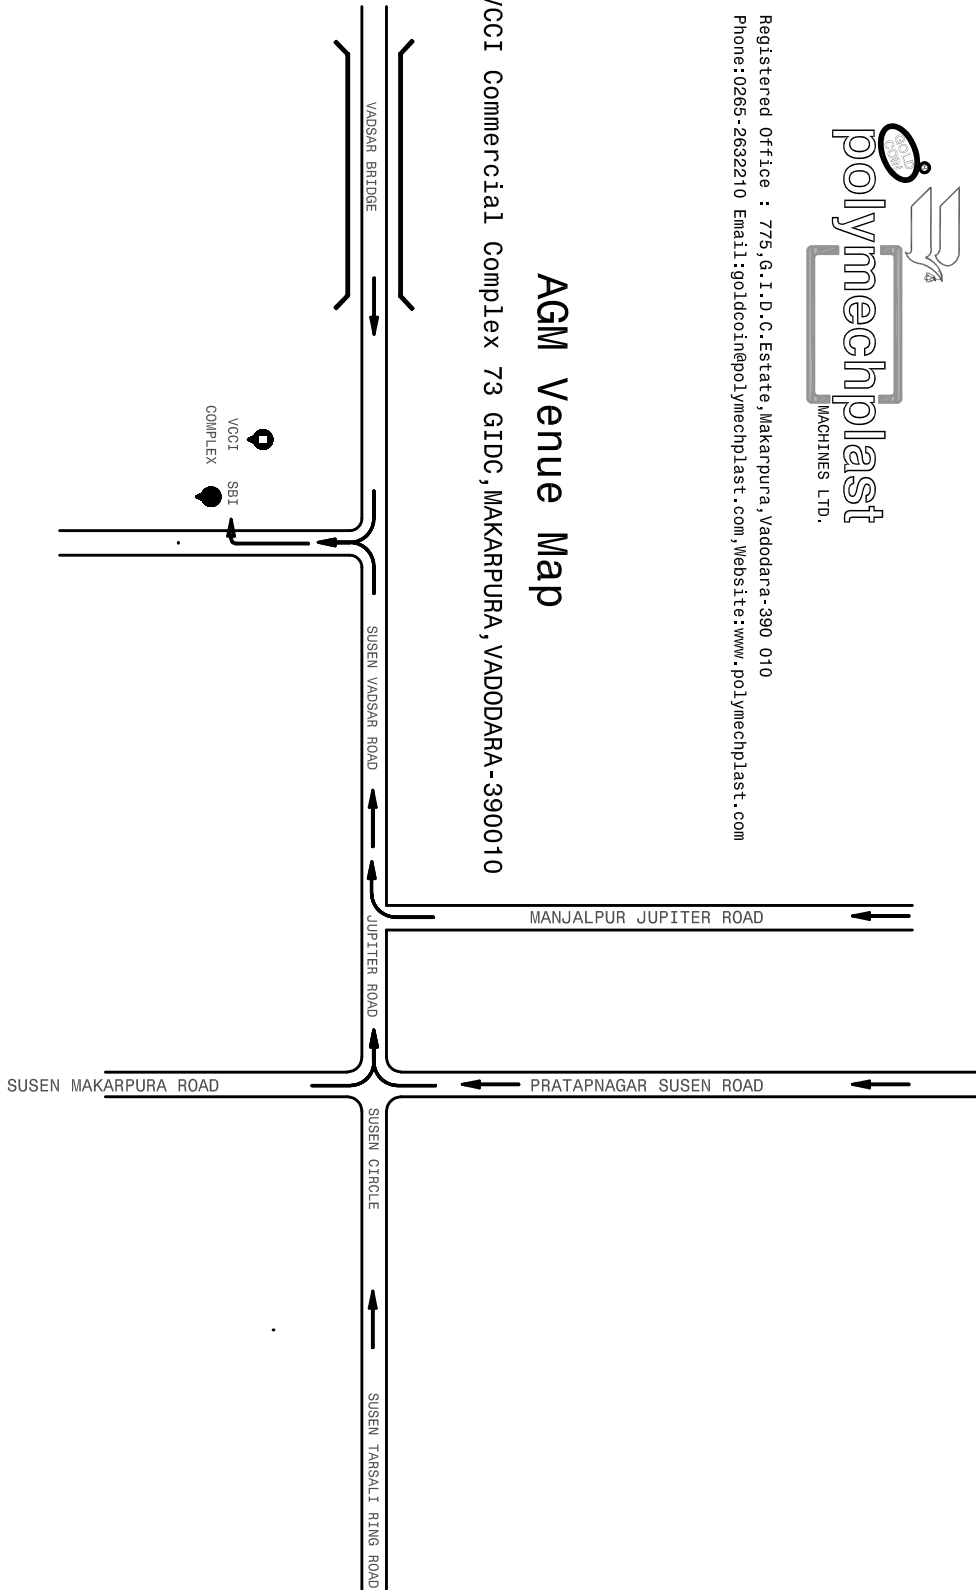 GOLD
COIN
polymechplast
MACHINES LTD.
Registered Office : 775,G.I.D.C.Estate,Makarpura,Vadodara-390 010
Phone:0265-2632210 Email:goldcoin@polymechplast.com,Website:www.polymechplast.com
AGM Venue Map
VCCI Commercial Complex 73 GIDC,MAKARPURA,VADODARA-390010
VADSAR BRIDGE
VCCI
COMPLEX
SBI
SUSEN VADSAR ROAD
MANJALPUR JUPITER ROAD
JUPITER ROAD
SUSEN MAKARPURA ROAD
PRATAPNAGAR SUSEN ROAD
SUSEN CIRCLE
SUSEN TARSALI RING ROAD